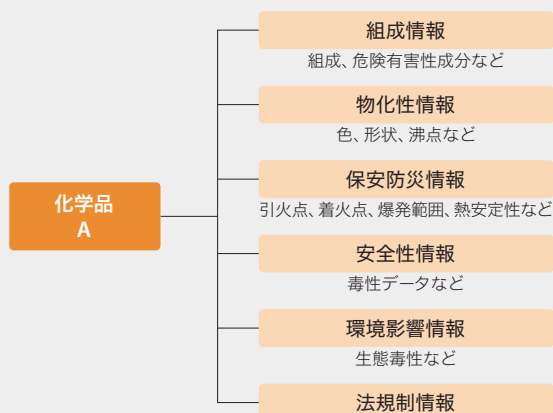 組成情報
組成、危険有害性成分など
物化性情報
色、形状、沸点など
保安防災情報
引火点、着火点、爆発範囲、熱安定性など
化学品
A
安全性情報
毒性データなど
環境影響情報
生態毒性など
法規制情報